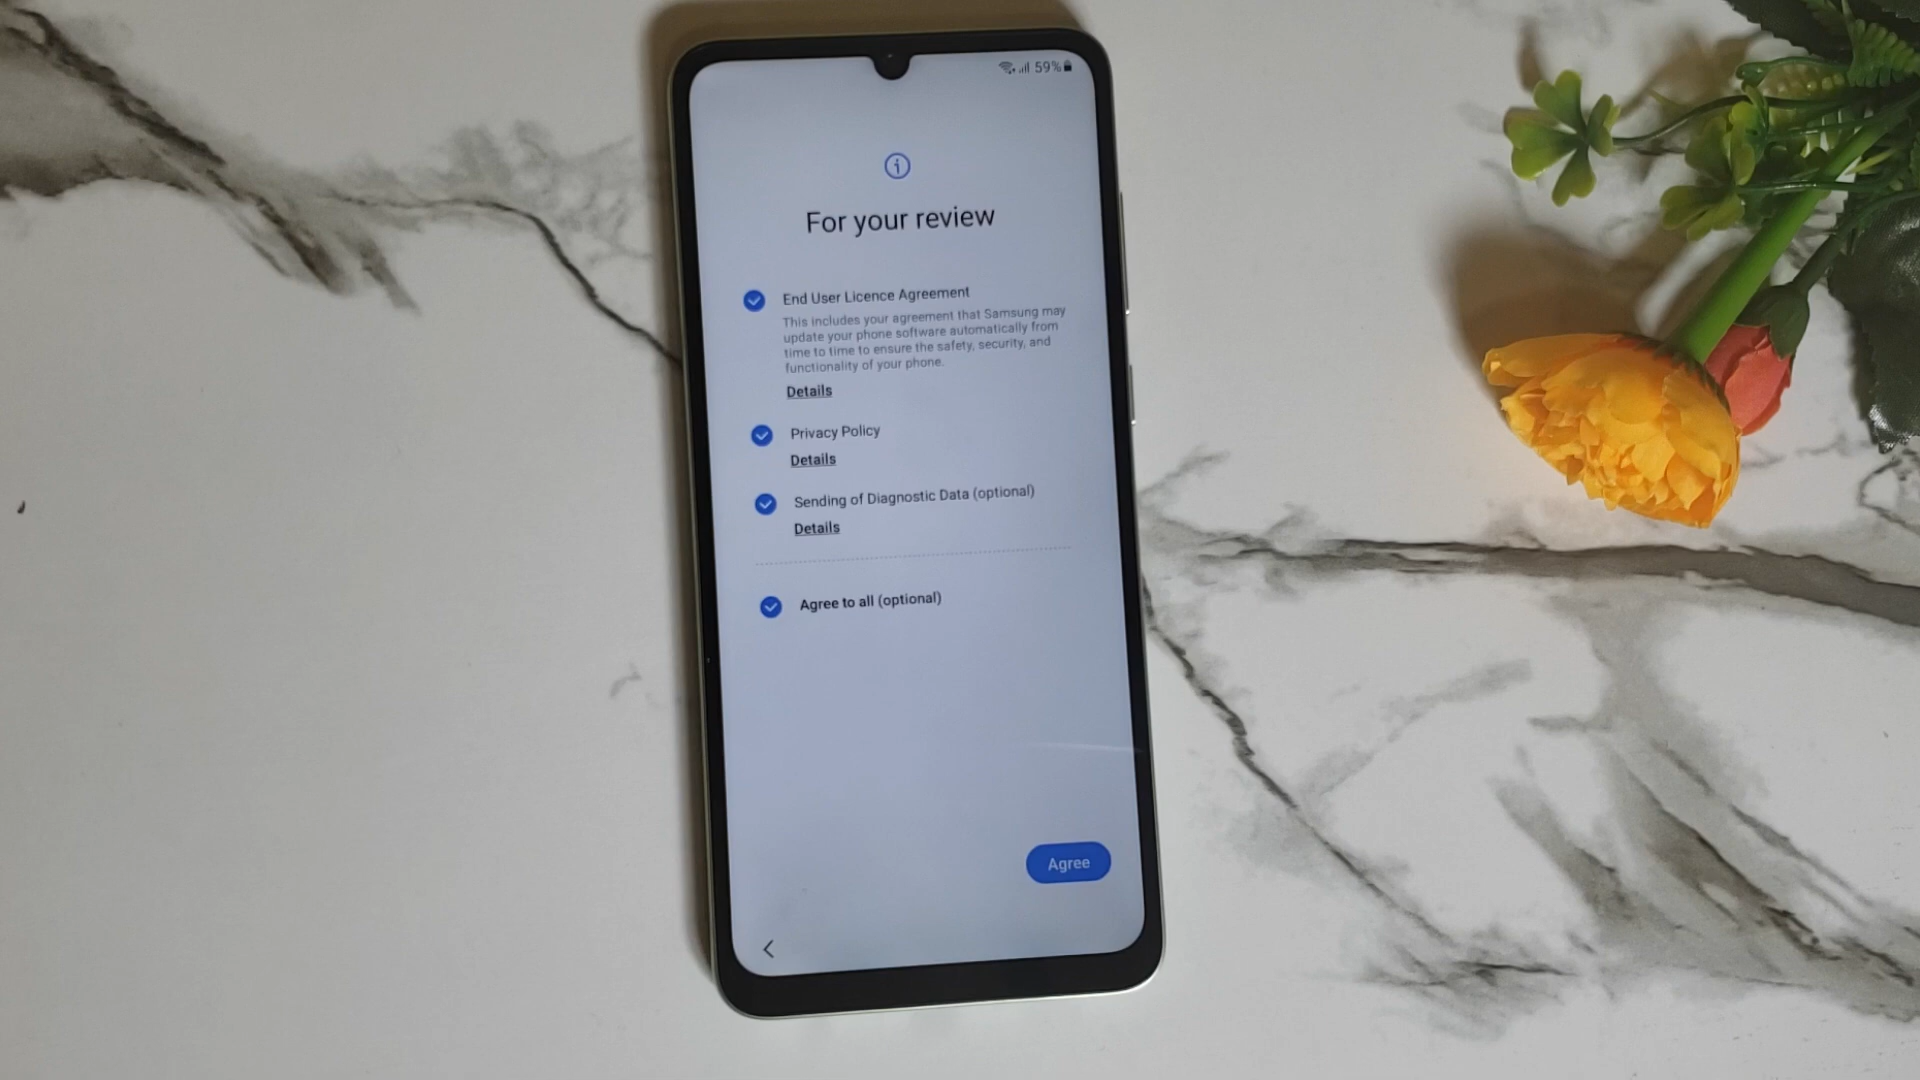 59%
For your review
End User Licence Agreement
This includes your agreement that Samsung may
update your phone software automatically from
time to time to ensure the safety, security, and
functionality of your phone.
Details
Privacy Policy
Details
Sending of Diagnostic Data (optional)
Details
Agree to all (optional)
Agree